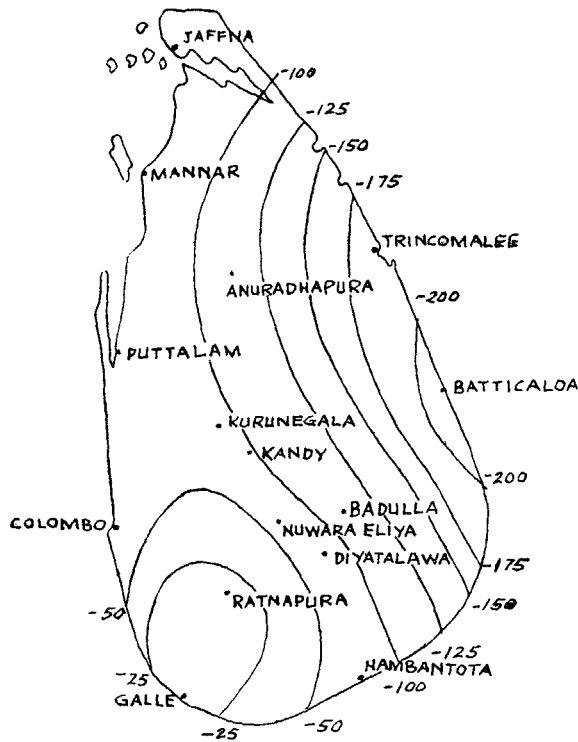 JAFFNA
-100
-125
-150
MANNAR
-175
TRINCOMALEE
ANURADHAPURA
-200
PUTTALAM
BATTICALOA
KURUNEGALA
KANDY
-200
BADULLA
COLOMBO
NUWARA ELIYA
DIYATALAWA
-175
RATNAPURA
-150
-50
-125
HAMBANTOTA
-25
-100
GALLE
-50
-25